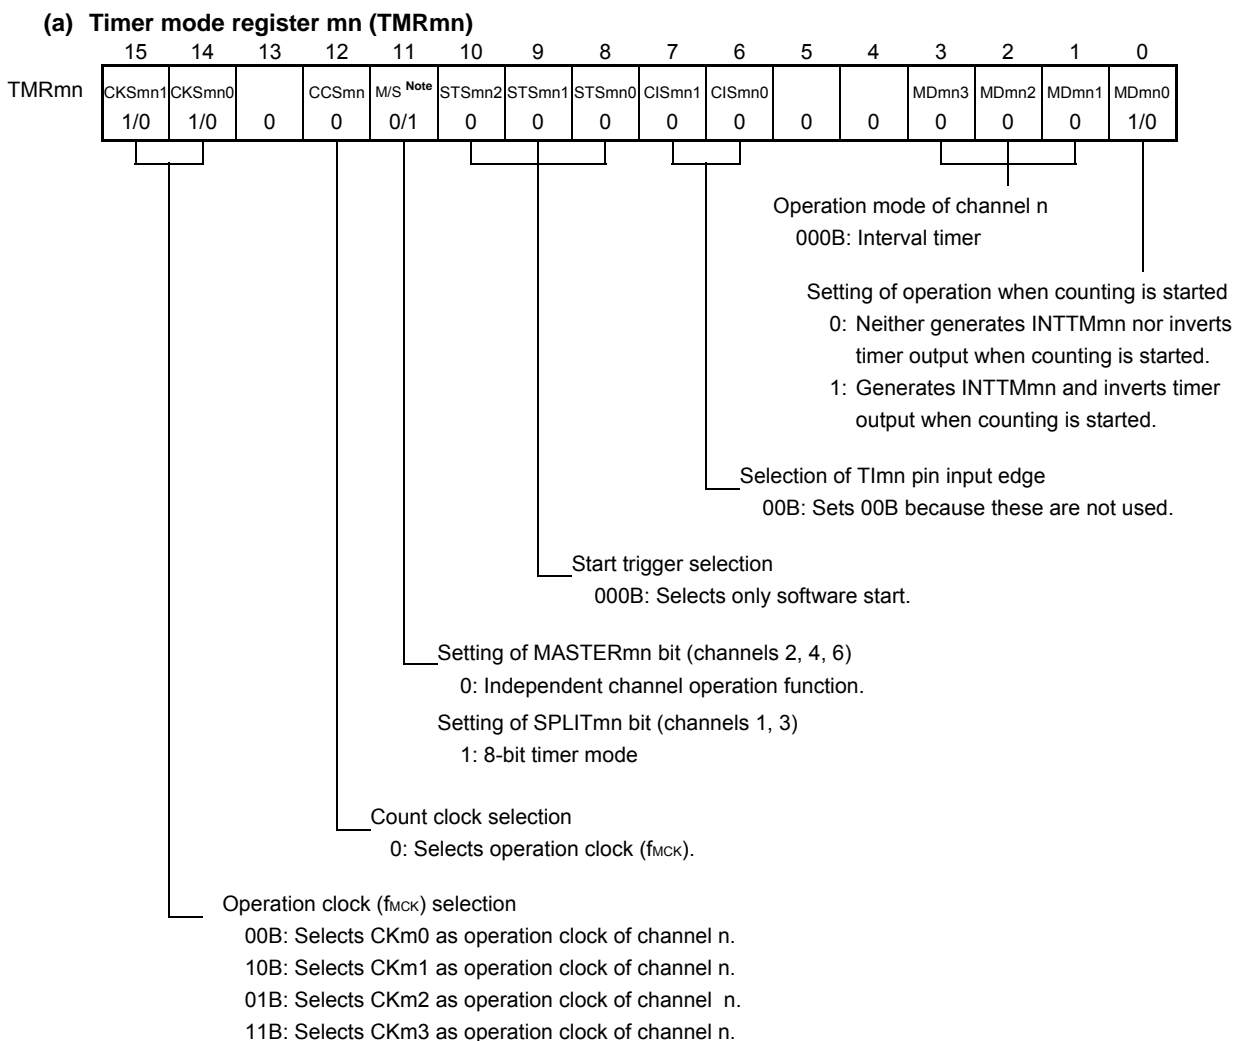 (a) Timer mode register mn (TMRmn)
15 14 13 12 11 10 9 8 7 6 5 4 3 2 1 0
TMRmn CKSmn1 CKSmn0 CCSmn M/S Note STSmn2 STSmn1 STSmn0 CISmn1 CISmn0 MDmn3 MDmn2 MDmn1 MDmn0
1/0 1/0 0 0 0/1 0 0 0 0 0 0 0 0 0 0 1/0
Operation mode of channel n
000B: Interval timer
Setting of operation when counting is started
0: Neither generates INTTMmn nor inverts
timer output when counting is started.
1: Generates INTTMmn and inverts timer
output when counting is started.
Selection of TImn pin input edge
00B: Sets 00B because these are not used.
Start trigger selection
000B: Selects only software start.
Setting of MASTERmn bit (channels 2, 4, 6)
0: Independent channel operation function.
Setting of SPLITmn bit (channels 1, 3)
1: 8-bit timer mode
Count clock selection
0: Selects operation clock (fMCK).
Operation clock (fMCK) selection
00B: Selects CKm0 as operation clock of channel n.
10B: Selects CKm1 as operation clock of channel n.
01B: Selects CKm2 as operation clock of channel n.
11B: Selects CKm3 as operation clock of channel n.